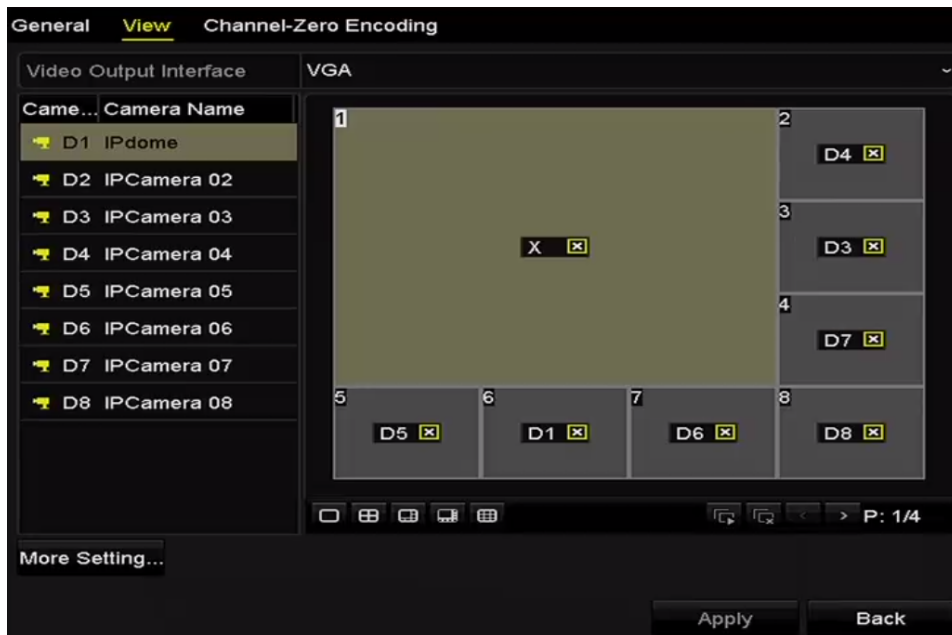 General View Channel-Zero Encoding
Video Output Interface VGA
Came... Camera Name
D1 IPdome
D2 IPCamera 02
D3 IPCamera 03
D4 IPCamera 04
D5 IPCamera 05
D6 IPCamera 06
D7 IPCamera 07
D8 IPCamera 08
1
X
2
D4
3
D3
4
D7
5
D5
6
D1
7
D6
8
D8
P: 1/4
More Setting...
Apply Back